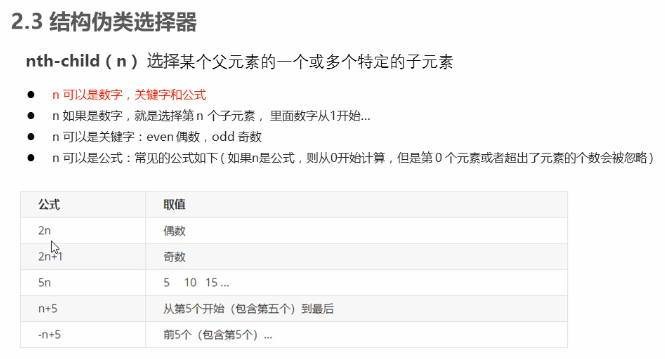 2.3 结构伪类选择器
nth-child（n） 选择某个父元素的一个或多个特定的子元素
● n 可以是数字，关键字和公式
● n 如果是数字，就是选择第 n 个子元素， 里面数字从1开始...
● n 可以是关键字：even 偶数，odd 奇数
● n 可以是公式：常见的公式如下 ( 如果n是公式，则从0开始计算，但是第 0 个元素或者超出了元素的个数会被忽略 )
公式 取值
2n 偶数
2n+1 奇数
5n 5 10 15 ...
n+5 从第5个开始（包含第五个）到最后
-n+5 前5个（包含第5个）...